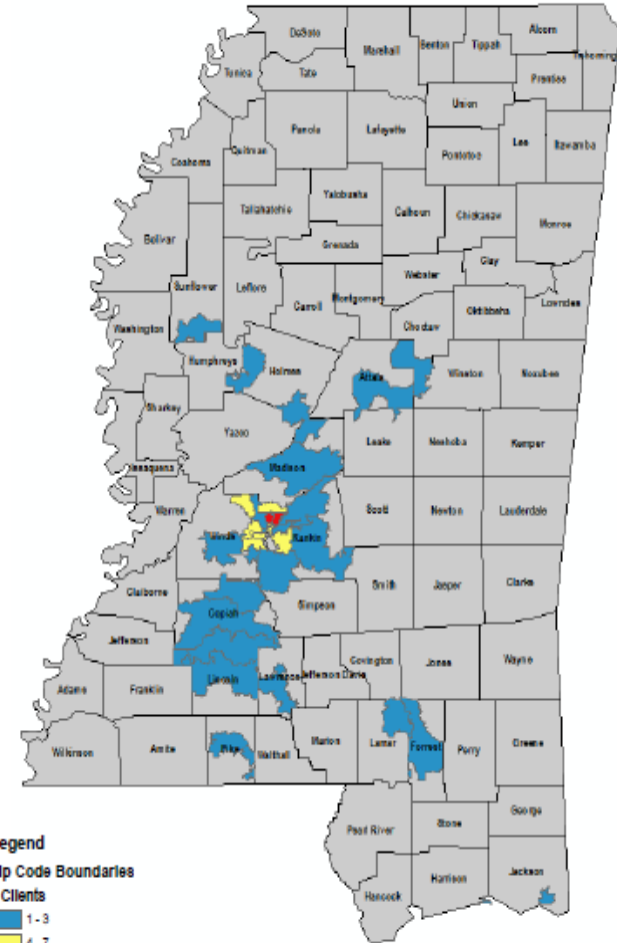 DeSoto
Marshall
Benton
Tippah
Alcorn
Tishomingo
Tunica
Tate
Prentiss
Union
Panola
Lafayette
Lee
Itawamba
Quitman
Coahoma
Pontotoc
Yalobusha
Tallahatchie
Calhoun
Chickasaw
Monroe
Bolivar
Grenada
Clay
Webster
Sunflower
Leflore
Carroll
Montgomery
Oktibbeha
Lowndes
Washington
Choctaw
Humphreys
Holmes
Attala
Winston
Noxubee
Sharkey
Yazoo
Leake
Neshoba
Kemper
Issaquena
Madison
Warren
Scott
Newton
Lauderdale
Hinds
Rankin
Claiborne
Smith
Jasper
Clarke
Copiah
Simpson
Jefferson
Covington
Jones
Wayne
Lincoln
Lawrence
Jefferson Davis
Adams
Franklin
Wilkinson
Amite
Pike
Walthall
Marion
Lamar
Forrest
Perry
Greene
George
Pearl River
Stone
Jackson
Harrison
Hancock
egend
ip Code Boundaries
Clients
1 - 3
4 - 7